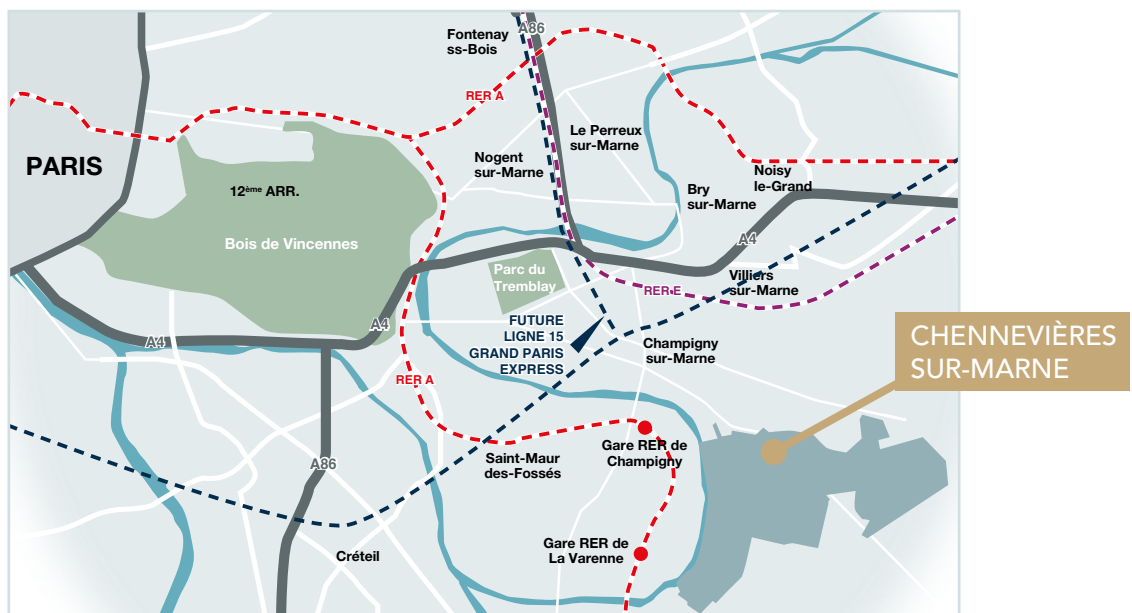 A86
Fontenay
ss-Bois
RER A
PARIS
Le Perreux
sur-Marne
Nogent
sur-Marne
12ème ARR.
Noisy
le-Grand
Bry
sur-Marne
Bois de Vincennes
A4
Parc du
Tremblay
Villiers
sur-Marne
RER E
FUTURE
LIGNE 15
GRAND PARIS
EXPRESS
A4
A4
Champigny
sur-Marne
CHENNEVIÈRES
SUR-MARNE
RER A
Gare RER de
Champigny
Saint-Maur
des-Fossés
A86
Gare RER de
La Varenne
Créteil